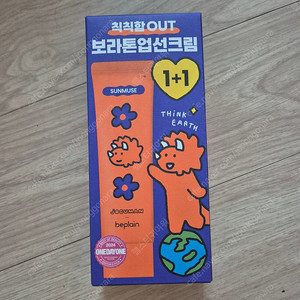 칙칙함 OUT
보라톤업선크림
1+1
SUNMUSE
THINK
EARTH
JOGUMAN
beplain
2024
ONEDAYONE